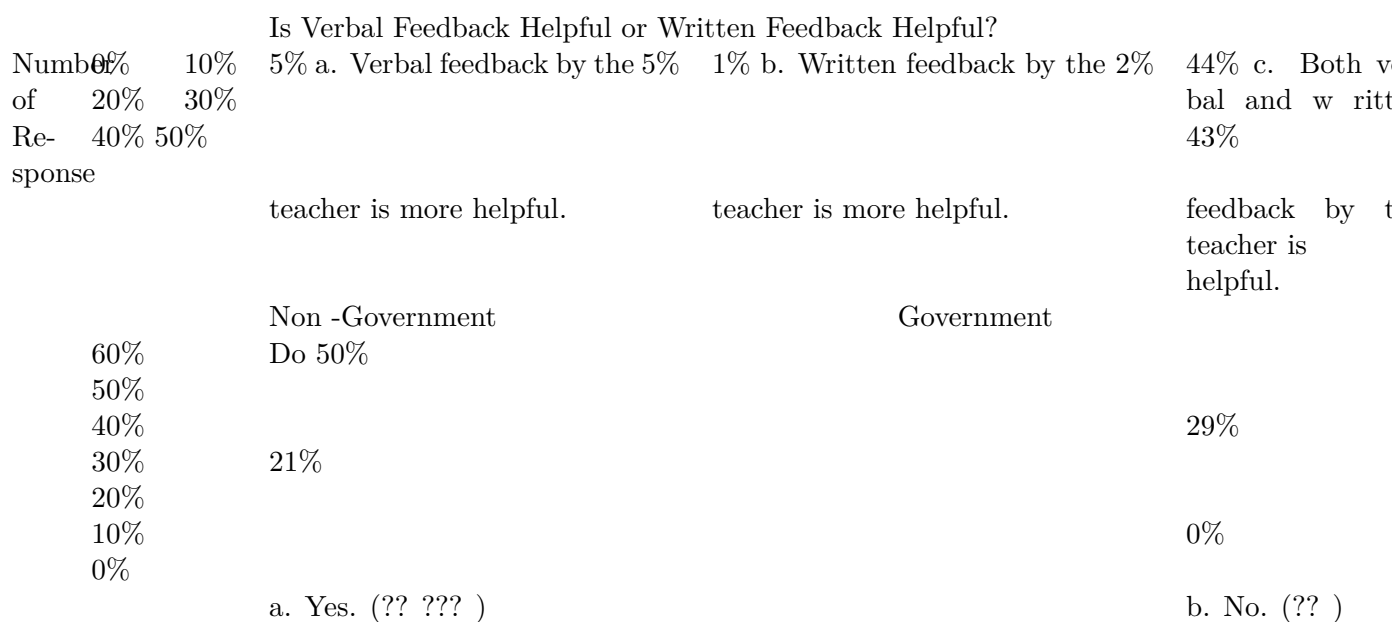 Is Verbal Feedback Helpful or Written Feedback Helpful?
Number 0% 10% 5% a. Verbal feedback by the 5% 1% b. Written feedback by the 2% 44% c. Both
of 20% 30% bal and w
Re- 40% 50% 43%
sponse
teacher is more helpful. teacher is more helpful. feedback by
teacher is
helpful.
Non -Government Government
60% Do 50%
50%
40% 29%
30% 21%
20%
10% 0%
0%
a. Yes. (?? ??? ) b. No. (?? )